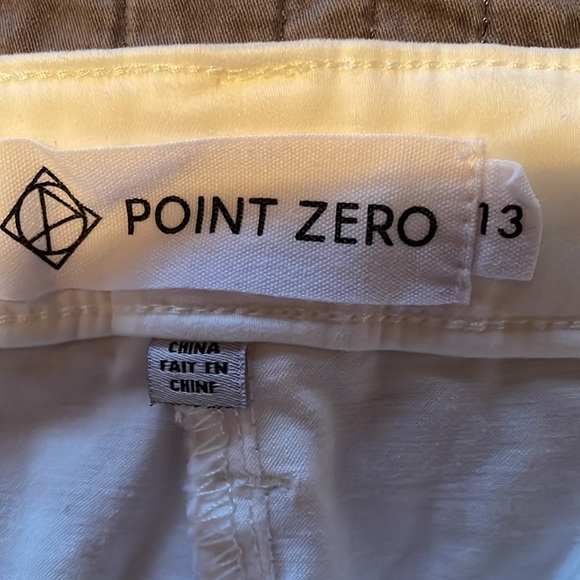 POINT ZERO
13
CHINA
FAIT EN
CHINE